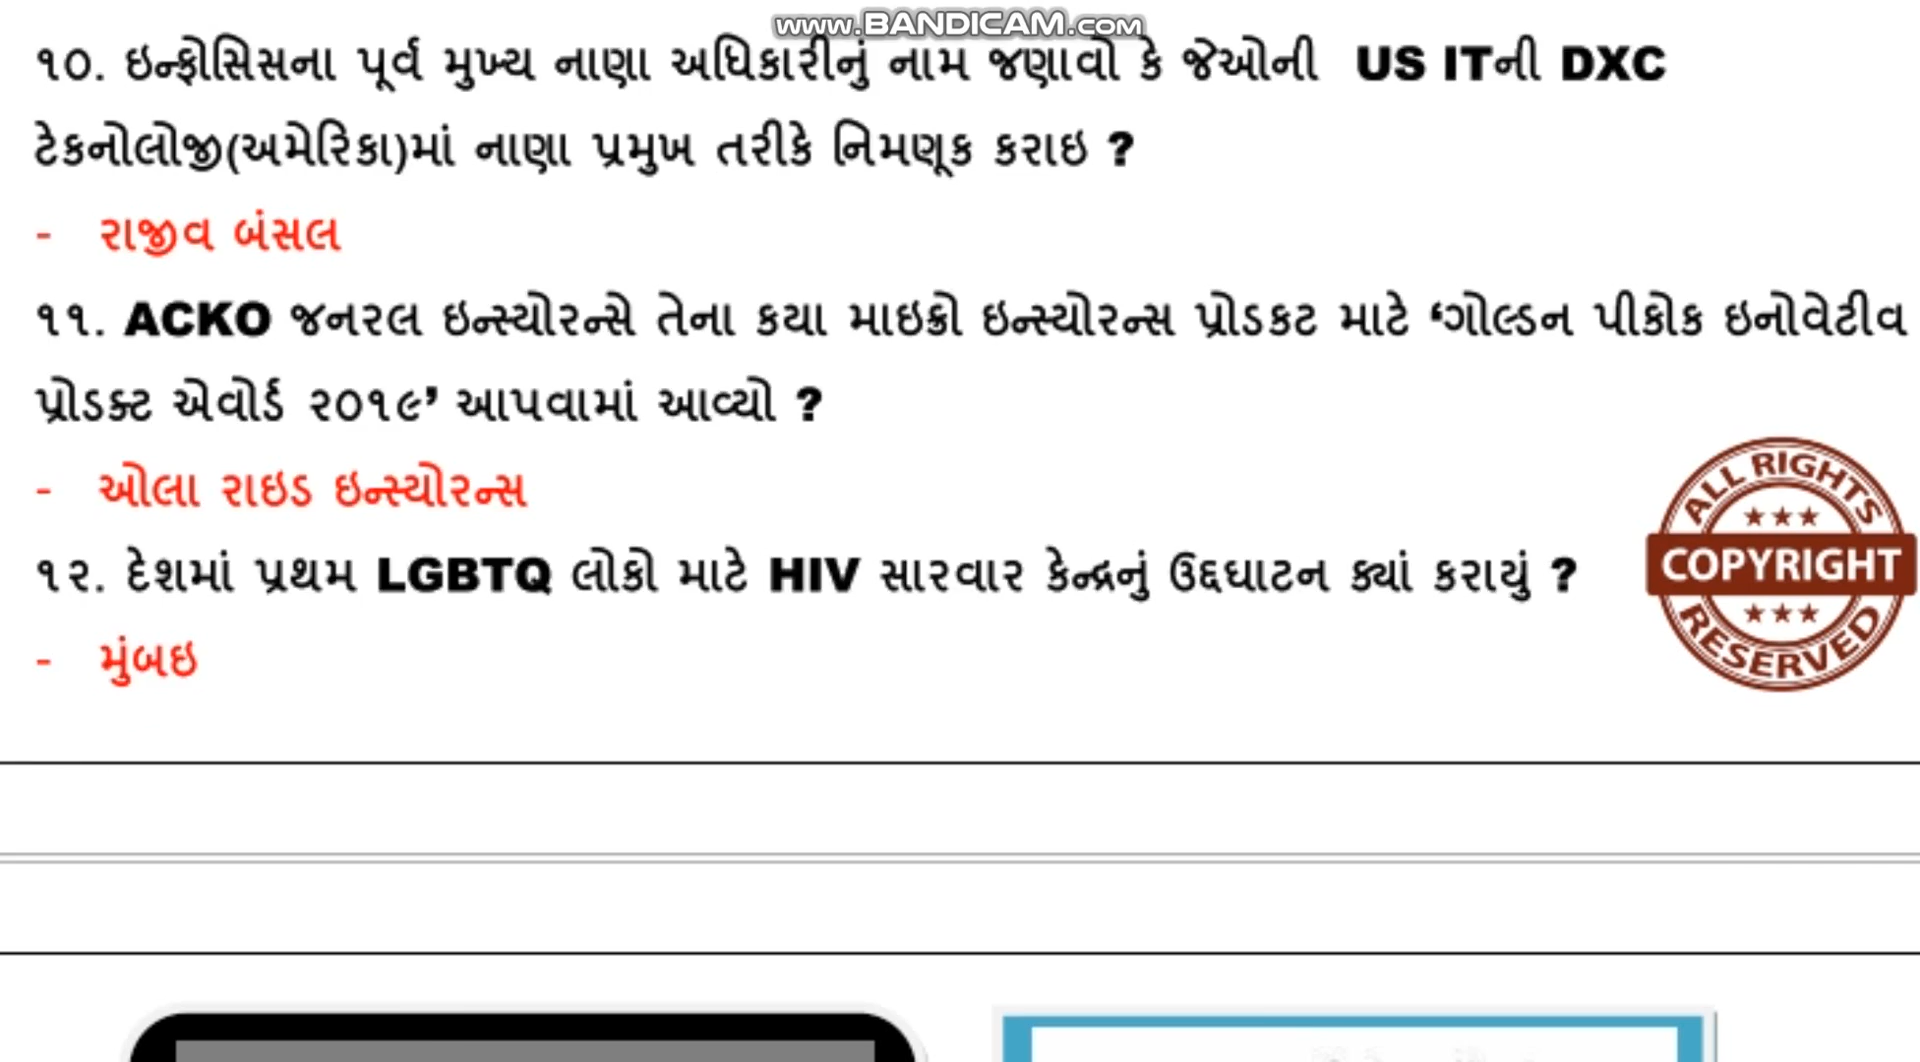 www.BANDICAM.com
૧૦. ઇન્ફોસિસના પૂર્વ મુખ્ય નાણા અધિકારીનું નામ જણાવો કે જેઓની US ITની DXC
ટેકનોલોજી(અમેરિકા)માં નાણા પ્રમુખ તરીકે નિમણૂક કરાઇ ?
- રાજીવ બંસલ
૧૧. ACKO જનરલ ઇન્સ્યોરન્સે તેના કયા માઇક્રો ઇન્સ્યોરન્સ પ્રોડકટ માટે ‘ગોલ્ડન પીકોક ઇનોવેટીવ
પ્રોડક્ટ એવોર્ડ ૨૦૧૯’ આપવામાં આવ્યો ?
- ઓલા રાઇડ ઇન્સ્યોરન્સ
૧૨. દેશમાં પ્રથમ LGBTQ લોકો માટે HIV સારવાર કેન્દ્રનું ઉદ્દઘાટન ક્યાં કરાયું ?
- મુંબઇ
ALL RIGHTS
COPYRIGHT
RESERVED